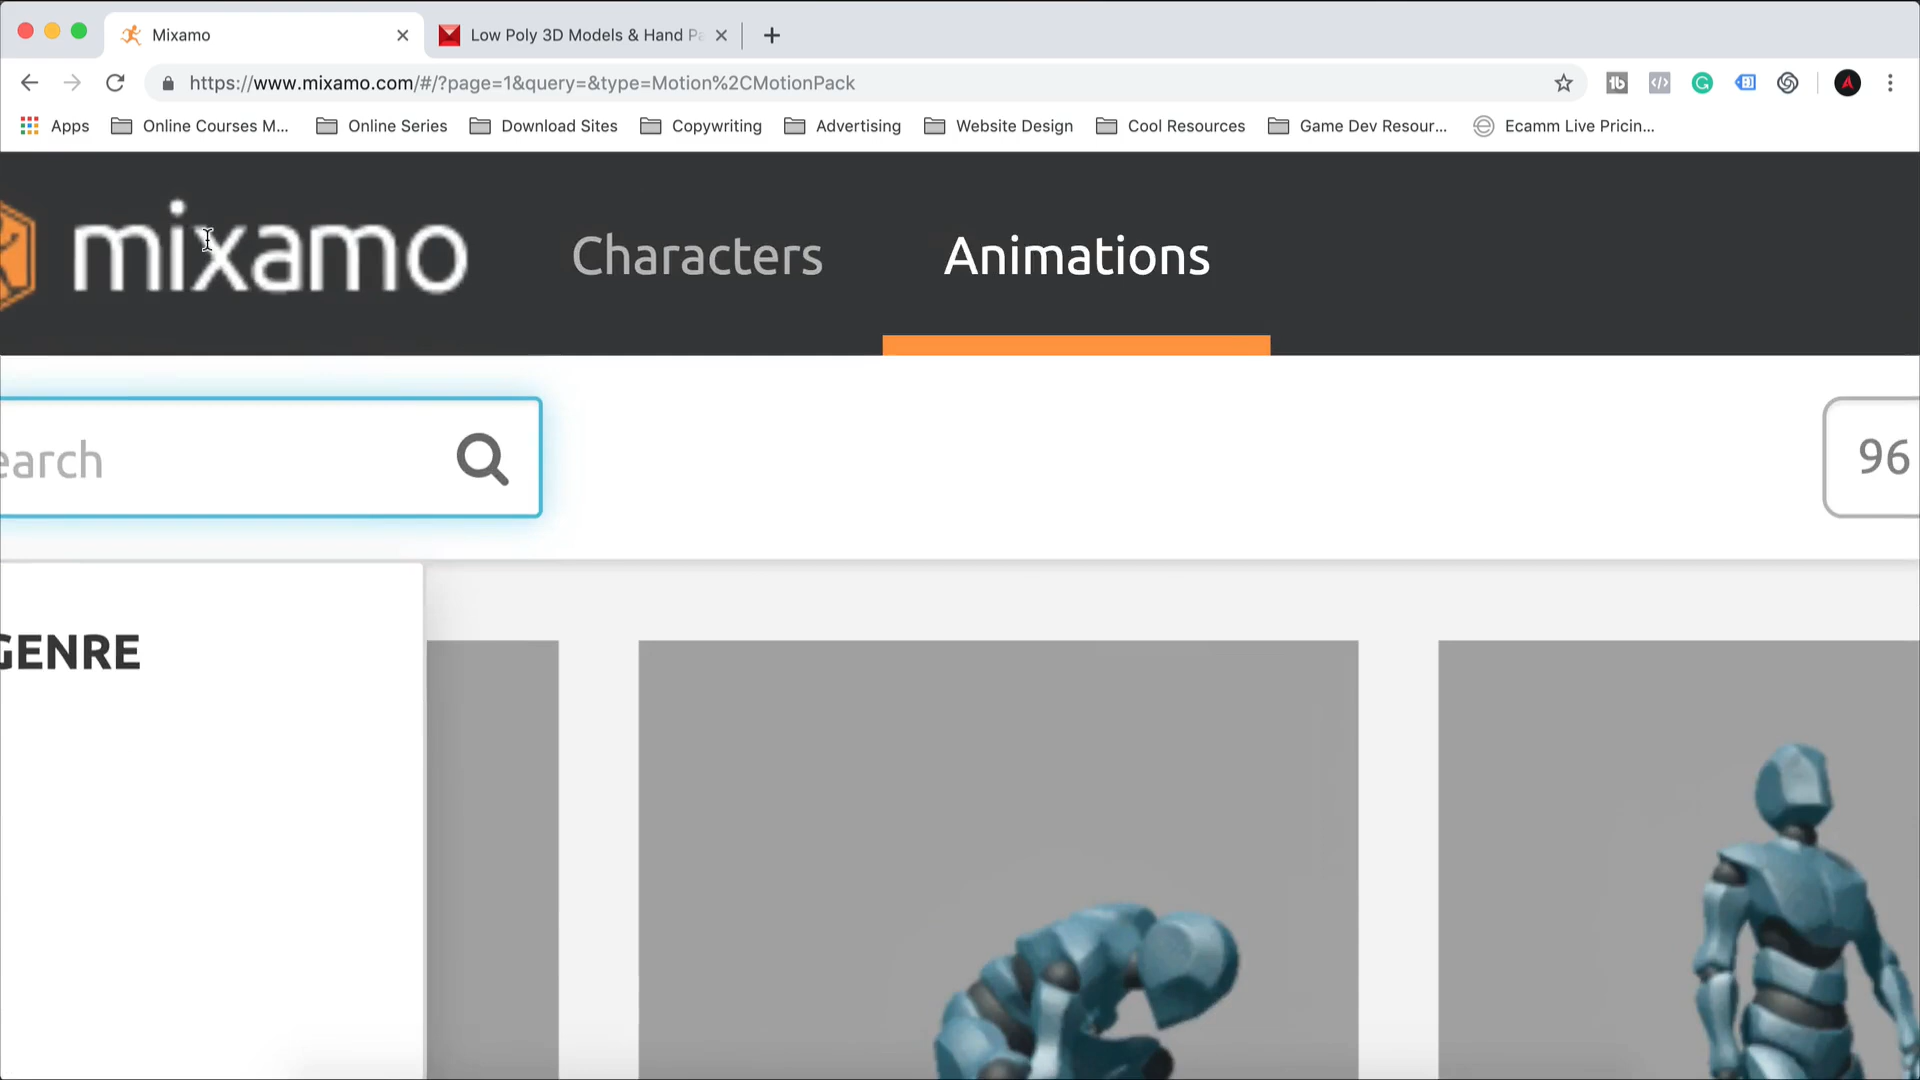 Mixamo
Low Poly 3D Models & Hand Pa
https://www.mixamo.com/#/?page=1&query=&type=Motion%2CMotionPack
Apps
Online Courses M...
Online Series
Download Sites
Copywriting
Advertising
Website Design
Cool Resources
Game Dev Resour...
Ecamm Live Pricin...
mixamo
Characters
Animations
earch
96
GENRE